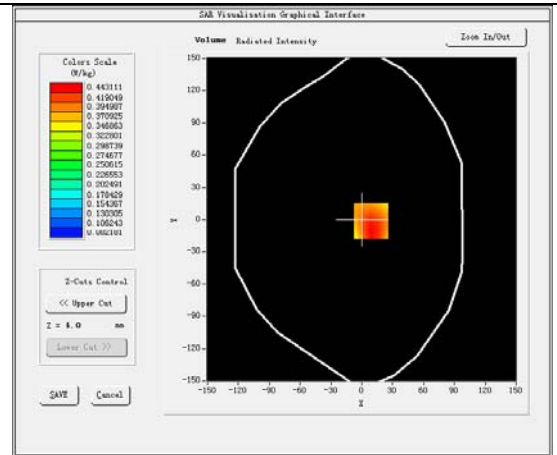 SAR Visualisation Graphical Interface
Volume Radiated Intensity
Zoom In/Out
Colors Scale
(W/kg)
0.443111
0.419049
0.394987
0.370925
0.346863
0.322801
0.298739
0.274677
0.250615
0.226553
0.202491
0.178429
0.154367
0.130305
0.106243
0.082181
150
120
90
60
30
0
-30
-60
-90
-120
-150
Y
-150 -120 -90 -60 -30 0 30 60 90 120 150
X
Z-Cuts Control
<< Upper Cut
Z = 4.0 mm
Lower Cut >>
SAVE Cancel